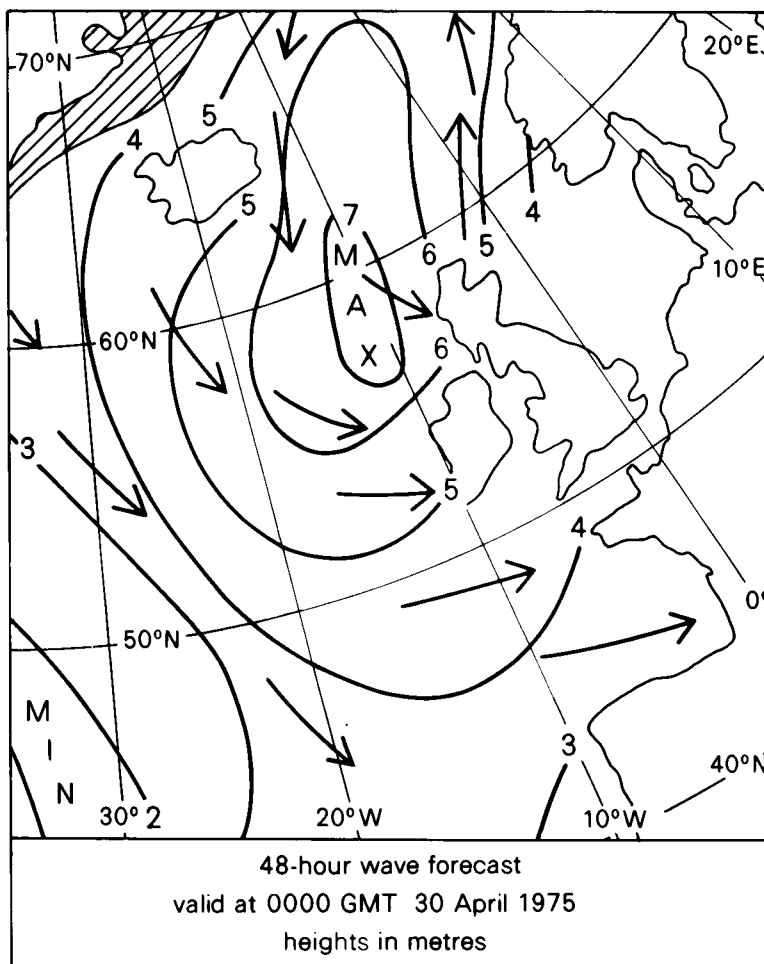 70°N
20°E
5
4
5
7
4
6
5
10°E
M
A
X
60°N
6
3
5
4
0°
50°N
M
I
N
3
40°N
30°
2
20°W
10°W
48-hour wave forecast
valid at 0000 GMT 30 April 1975
heights in metres